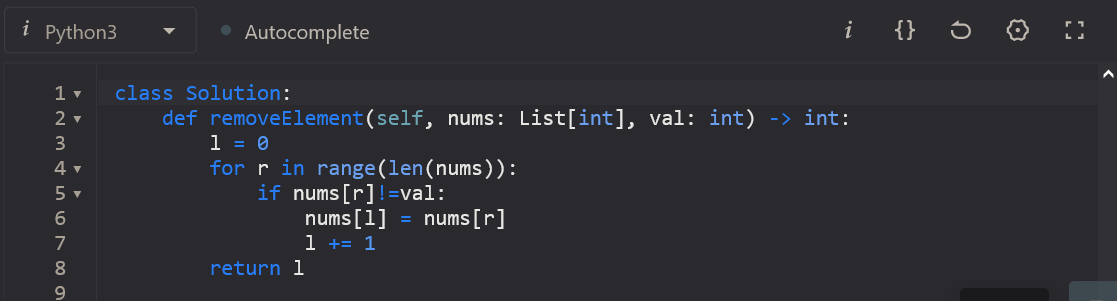 i Python3 Autocomplete i {}
1 class Solution:
2     def removeElement(self, nums: List[int], val: int) -> int:
3         l = 0
4         for r in range(len(nums)):
5             if nums[r]!=val:
6                 nums[l] = nums[r]
7                 l += 1
8         return l
9